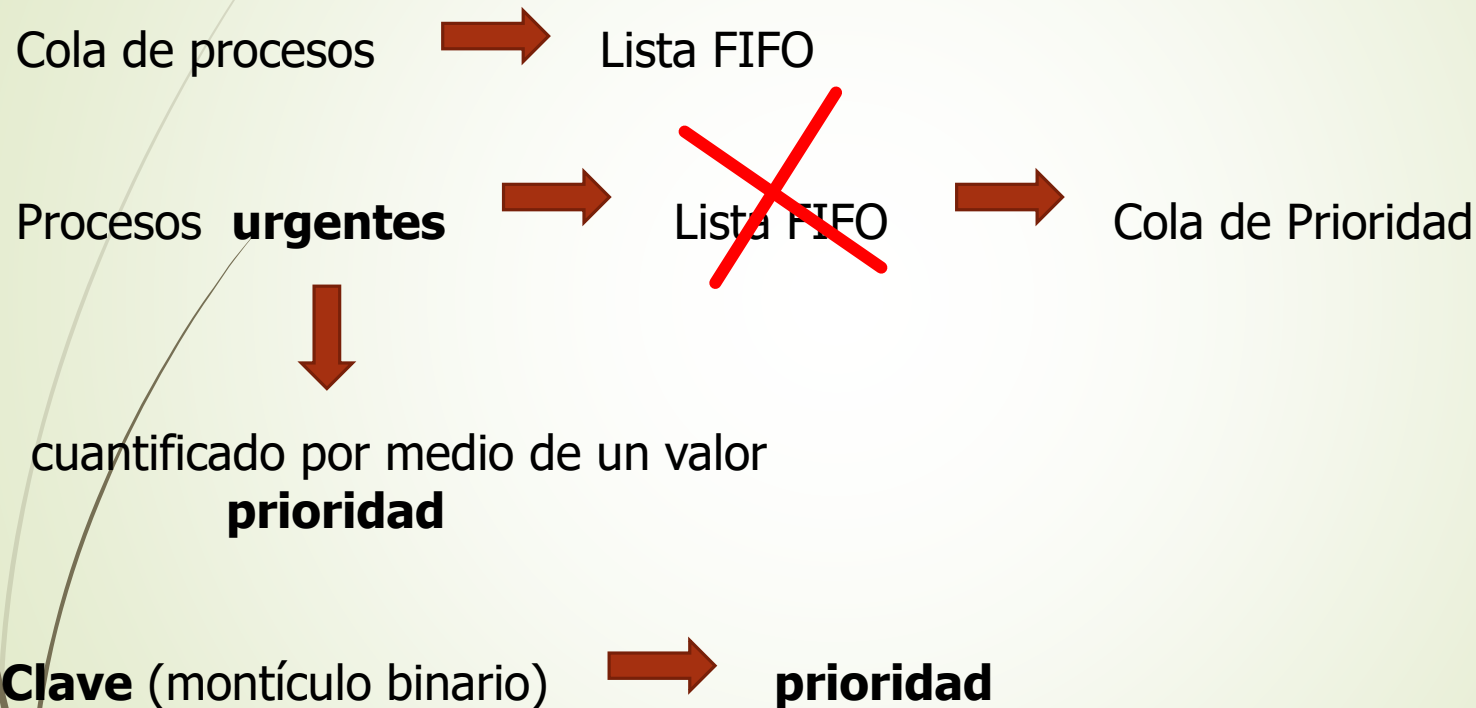 Cola de procesos Lista FIFO
Procesos urgentes Lista FIFO Cola de Prioridad
cuantificado por medio de un valor
prioridad
Clave (montículo binario) prioridad